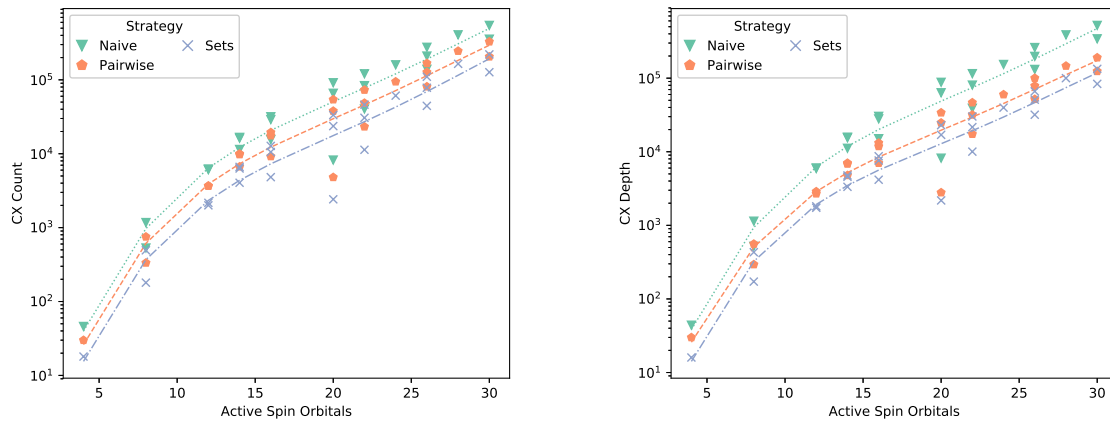 Strategy
Naive
Sets
Pairwise
10^5
10^4
10^3
10^2
10^1
CX Count
5
10
15
20
25
30
Active Spin Orbitals
Strategy
Naive
Sets
Pairwise
10^5
10^4
10^3
10^2
10^1
CX Depth
5
10
15
20
25
30
Active Spin Orbitals